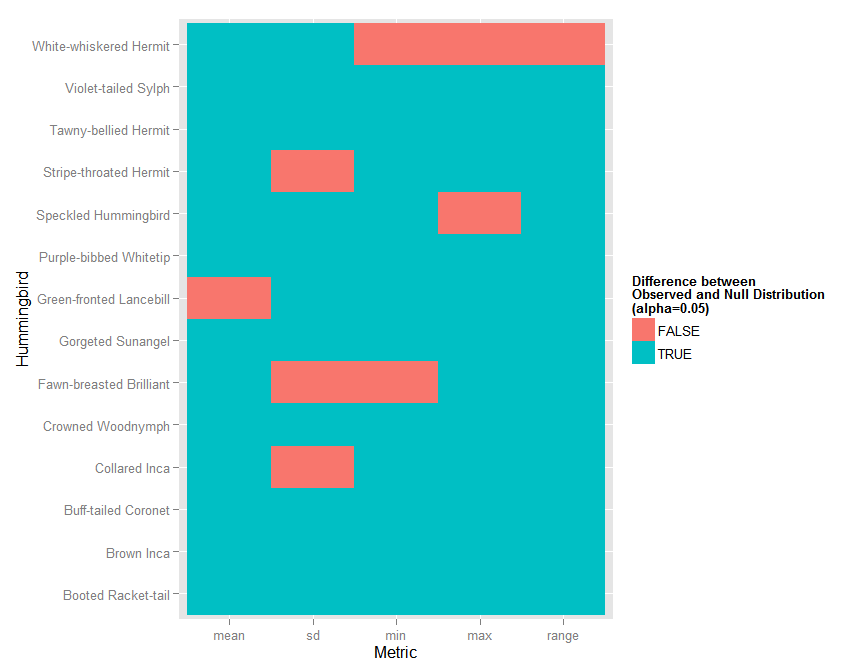 White-whiskered Hermit
Violet-tailed Sylph
Tawny-bellied Hermit
Stripe-throated Hermit
Speckled Hummingbird
Purple-bibbed Whitetip
Green-fronted Lancebill
Gorgeted Sunangel
Fawn-breasted Brilliant
Crowned Woodnymph
Collared Inca
Buff-tailed Coronet
Brown Inca
Booted Racket-tail
Hummingbird
mean sd min max range
Metric
Difference between
Observed and Null Distribution
(alpha=0.05)
FALSE
TRUE